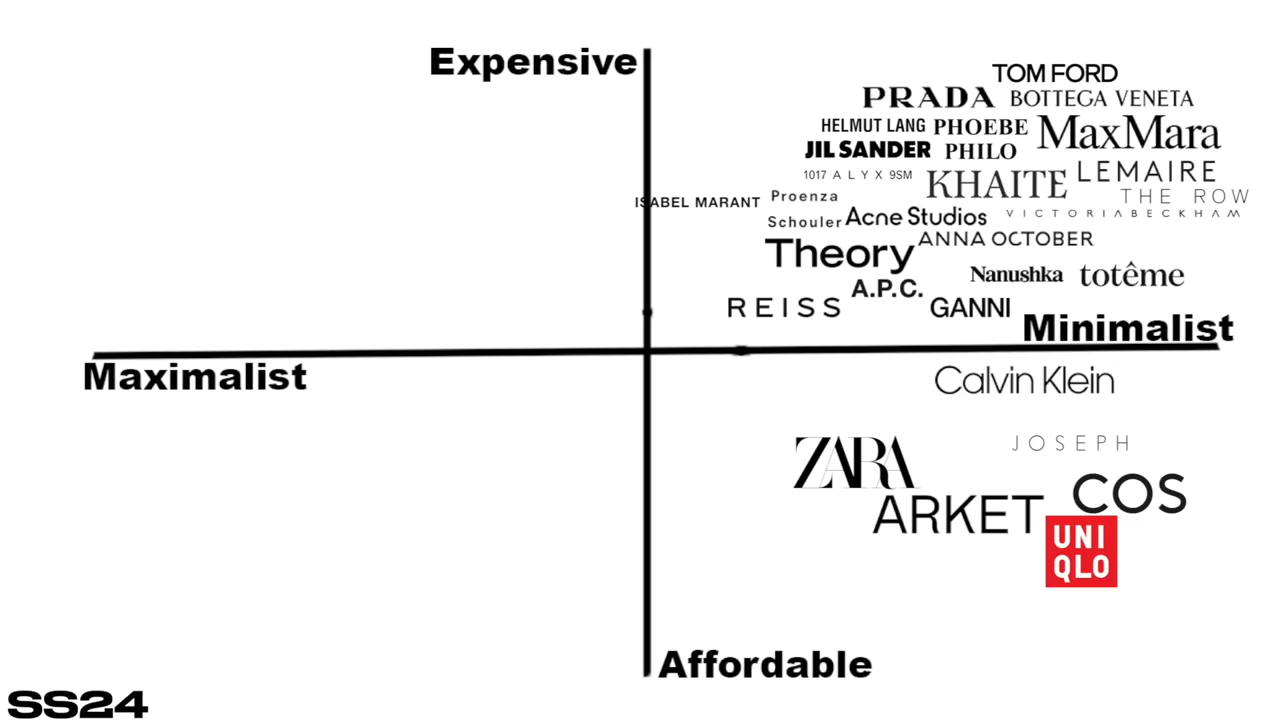 Expensive
TOM FORD
PRADA BOTTEGA VENETA
HELMUT LANG PHOEBE PHILO MaxMara
JIL SANDER
1017 ALYX 9SM KHAITE LEMAIRE
ISABEL MARANT Proenza Schouler THE ROW
Acne Studios VICTORIABECKHAM
Theory ANNA OCTOBER
Nanushka totême
A.P.C.
REISS GANNI
Minimalist
Maximalist
Calvin Klein
ZARA JOSEPH
ARKET COS
UNI
QLO
Affordable
SS24